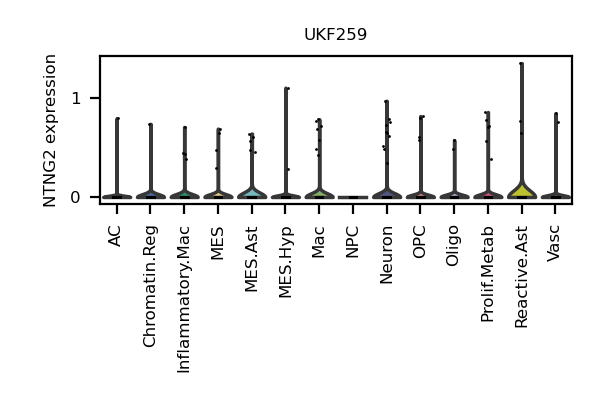 UKF259
NTNG2 expression
1
0
AC
Chromatin.Reg
Inflammatory.Mac
MES
MES.Ast
MES.Hyp
Mac
NPC
Neuron
OPC
Oligo
Prolif.Metab
Reactive.Ast
Vasc